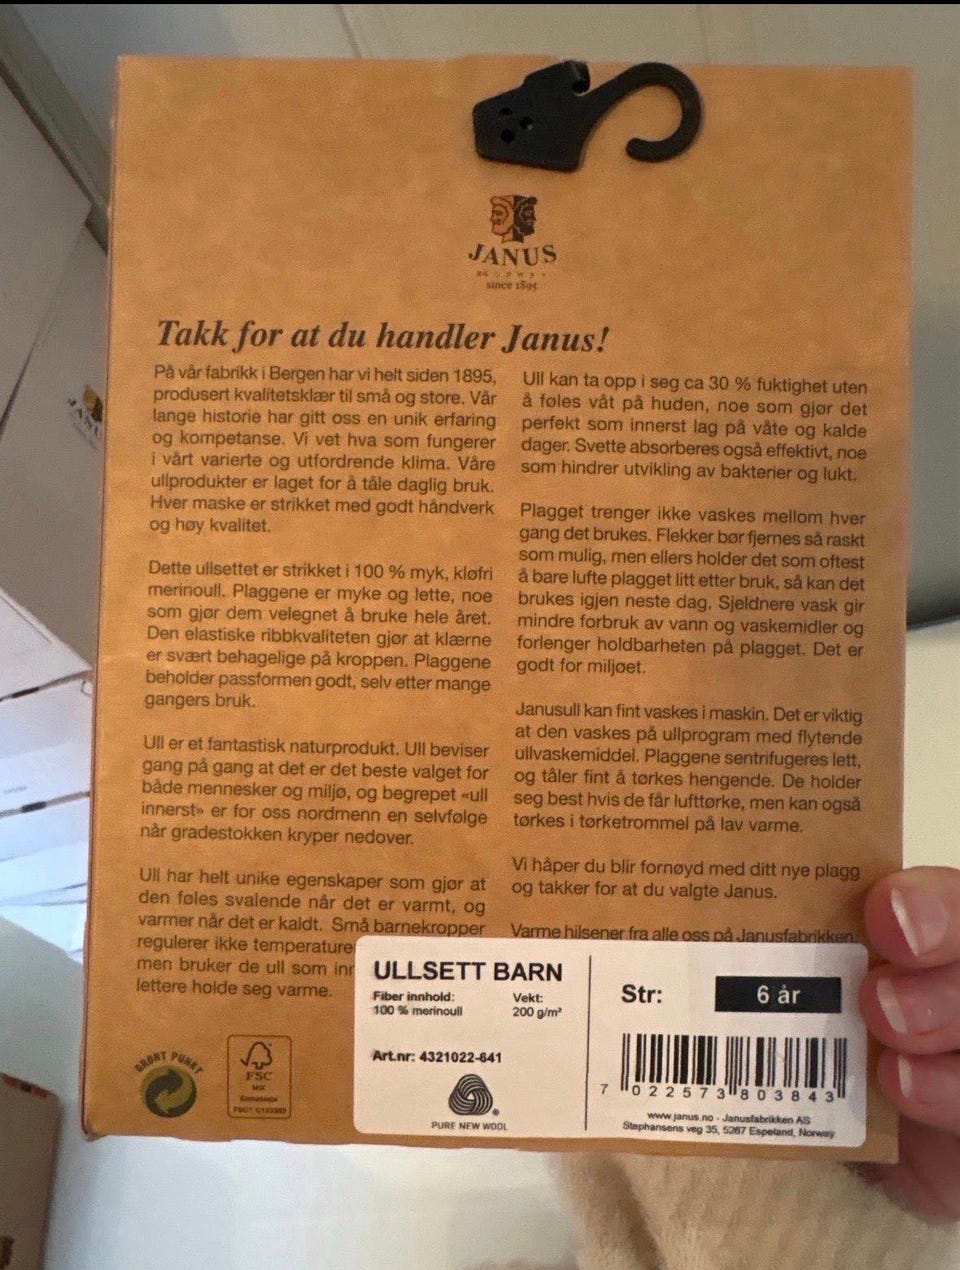 JANUS
NORWAY
since 1895
Takk for at du handler Janus!
På vår fabrikk i Bergen har vi helt siden 1895,
produsert kvalitetsklær til små og store. Vår
lange historie har gitt oss en unik erfaring
og kompetanse. Vi vet hva som fungerer
i vårt varierte og utfordrende klima. Våre
ullprodukter er laget for å tåle daglig bruk.
Hver maske er strikket med godt håndverk
og høy kvalitet.
Dette ullsettet er strikket i 100 % myk, kløfri
merinoull. Plaggene er myke og lette, noe
som gjør dem velegnet å bruke hele året.
Den elastiske ribbkvaliteten gjør at klærne
er svært behagelige på kroppen. Plaggene
beholder passformen godt, selv etter mange
gangers bruk.
Ull er et fantastisk naturprodukt. Ull beviser
gang på gang at det er det beste valget for
både mennesker og miljø, og begrepet «ull
innerst» er for oss nordmenn en selvfølge
når gradestokken kryper nedover.
Ull har helt unike egenskaper som gjør at
den føles svalende når det er varmt, og
varmer når det er kaldt. Små barnekropper
regulerer ikke temperature
men bruker de ull som inr
lettere holde seg varme.
Ull kan ta opp i seg ca 30 % fuktighet uten
å føles våt på huden, noe som gjør det
perfekt som innerst lag på våte og kalde
dager. Svette absorberes også effektivt, noe
som hindrer utvikling av bakterier og lukt.
Plagget trenger ikke vaskes mellom hver
gang det brukes. Flekker bør fjernes så raskt
som mulig, men ellers holder det som oftest
å bare lufte plagget litt etter bruk, så kan det
brukes igjen neste dag. Sjeldnere vask gir
mindre forbruk av vann og vaskemidler og
forlenger holdbarheten på plagget. Det er
godt for miljøet.
Janusull kan fint vaskes i maskin. Det er viktig
at den vaskes på ullprogram med flytende
ullvaskemiddel. Plaggene sentrifugeres lett,
og tåler fint å tørkes hengende. De holder
seg best hvis de får lufttørke, men kan også
tørkes i tørketrommel på lav varme.
Vi håper du blir fornøyd med ditt nye plagg
og takker for at du valgte Janus.
Varme hilsener fra alle oss på Janusfabrikken.
GRØNT PUNKT
FSC
MIX
ULLSETT BARN
Fiber innhold:
100 % merinoull
Vekt:
200 g/m²
Art.nr: 4321022-641
PURE NEW WOOL
Str:
6 år
7 022573 803843
www.janus.no - Janusfabrikken AS
Stephansens veg 35, 5267 Espeland, Norway
JANUS